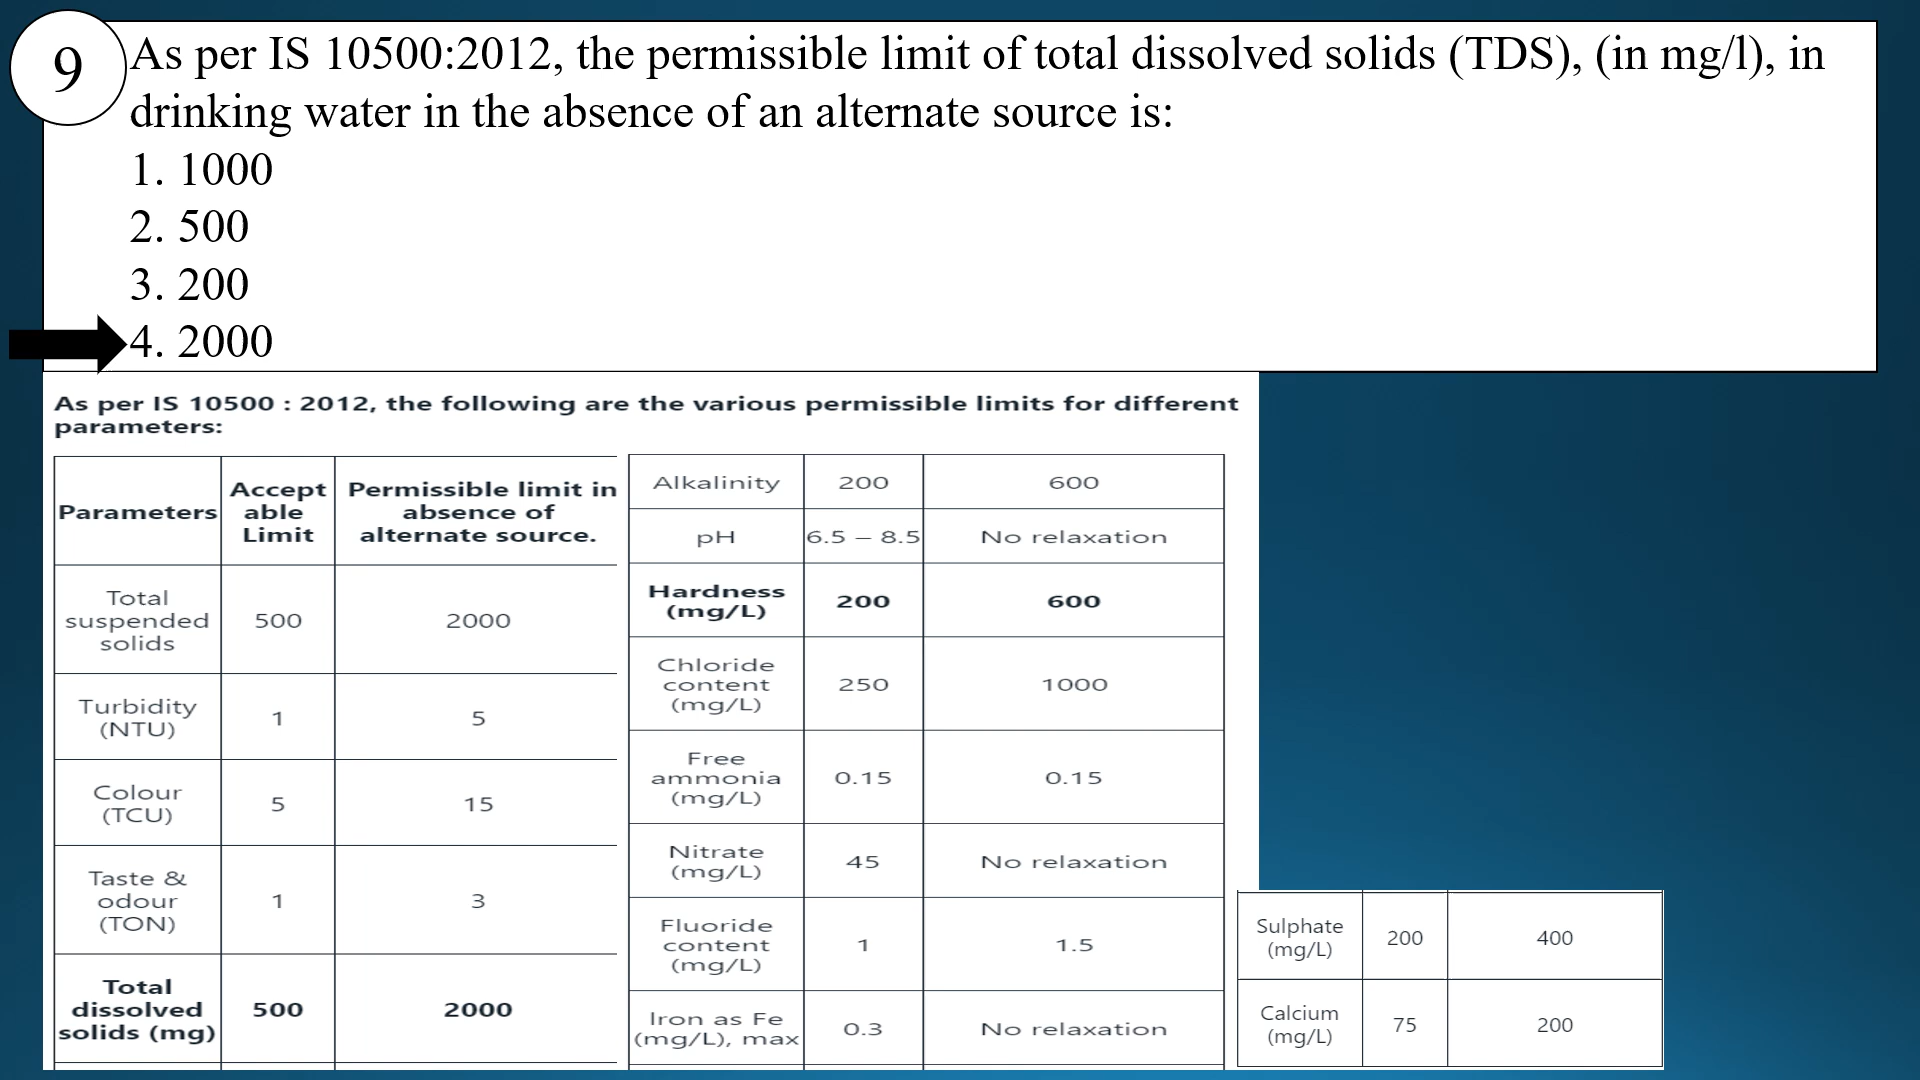 9
As per IS 10500:2012, the permissible limit of total dissolved solids (TDS), (in mg/l), in
drinking water in the absence of an alternate source is:
1. 1000
2. 500
3. 200
4. 2000
As per IS 10500 : 2012, the following are the various permissible limits for different
parameters:
Parameters
Accept
able
Limit
Permissible limit in
absence of
alternate source.
Total
suspended
solids
500
2000
Turbidity
(NTU)
1
5
Colour
(TCU)
5
15
Taste &
odour
(TON)
1
3
Total
dissolved
solids (mg)
500
2000
Alkalinity
200
600
pH
6.5 – 8.5
No relaxation
Hardness
(mg/L)
200
600
Chloride
content
(mg/L)
250
1000
Free
ammonia
(mg/L)
0.15
0.15
Nitrate
(mg/L)
45
No relaxation
Fluoride
content
(mg/L)
1
1.5
Iron as Fe
(mg/L), max
0.3
No relaxation
Sulphate
(mg/L)
200
400
Calcium
(mg/L)
75
200